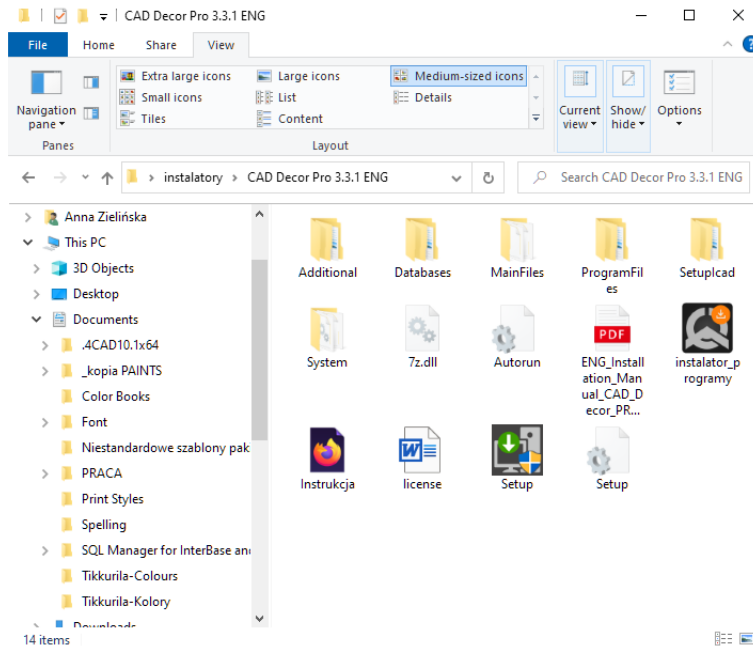 CAD Decor Pro 3.3.1 ENG
File Home Share View
Extra large icons Large icons Medium-sized icons
Small icons List Details
Tiles Content
Navigation
pane
Current
view
Show/
hide
Options
Panes Layout
instalatory CAD Decor Pro 3.3.1 ENG Search CAD Decor Pro 3.3.1 ENG
Anna Zielińska
This PC
3D Objects
Desktop
Documents
.4CAD10.1x64
_kopia PAINTS
Color Books
Font
Niestandardowe szablony pak
PRACA
Print Styles
Spelling
SQL Manager for InterBase an
Tikkurila-Colours
Tikkurila-Kolory
Downloads
Additional
Databases
MainFiles
ProgramFil
es
SetupIcad
System
7z.dll
Autorun
PDF
ENG_Install
ation_Man
ual_CAD_D
ecor_PR...
instalator_p
rogramy
Instrukcja
license
Setup
Setup
14 items